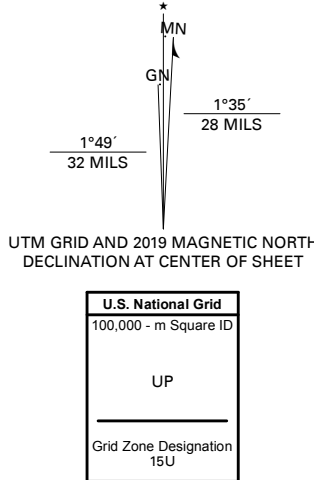 ★
MN
GN
1°35´
28 MILS
1°49´
32 MILS
UTM GRID AND 2019 MAGNETIC NORTH
DECLINATION AT CENTER OF SHEET
U.S. National Grid
100,000 - m Square ID
UP
Grid Zone Designation
15U